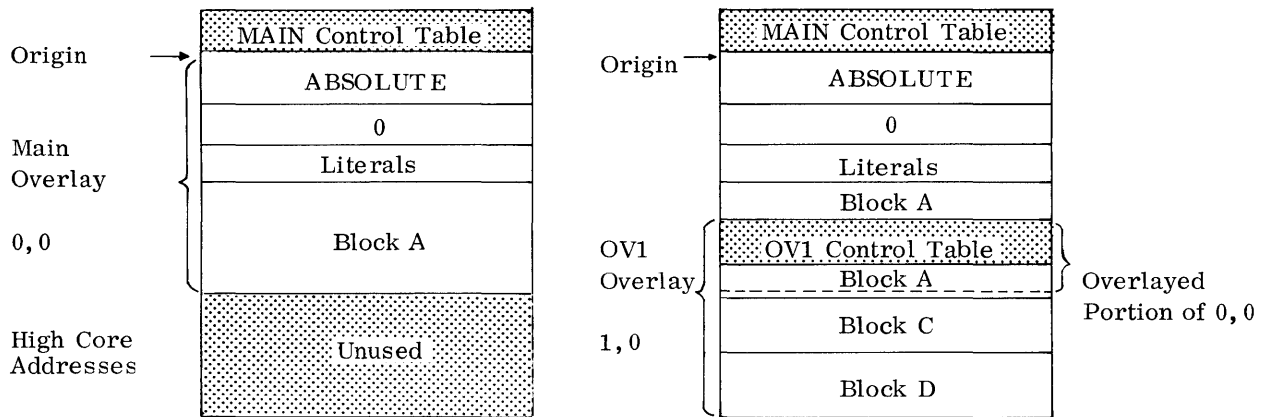 MAIN Control Table
Origin
ABSOLUTE
0
Main
Overlay
Literals
0,0
Block A
High Core
Addresses
Unused
MAIN Control Table
Origin
ABSOLUTE
0
Literals
Block A
OV1
Overlay
OV1 Control Table
Block A
Overlayed
Portion of 0,0
1,0
Block C
Block D